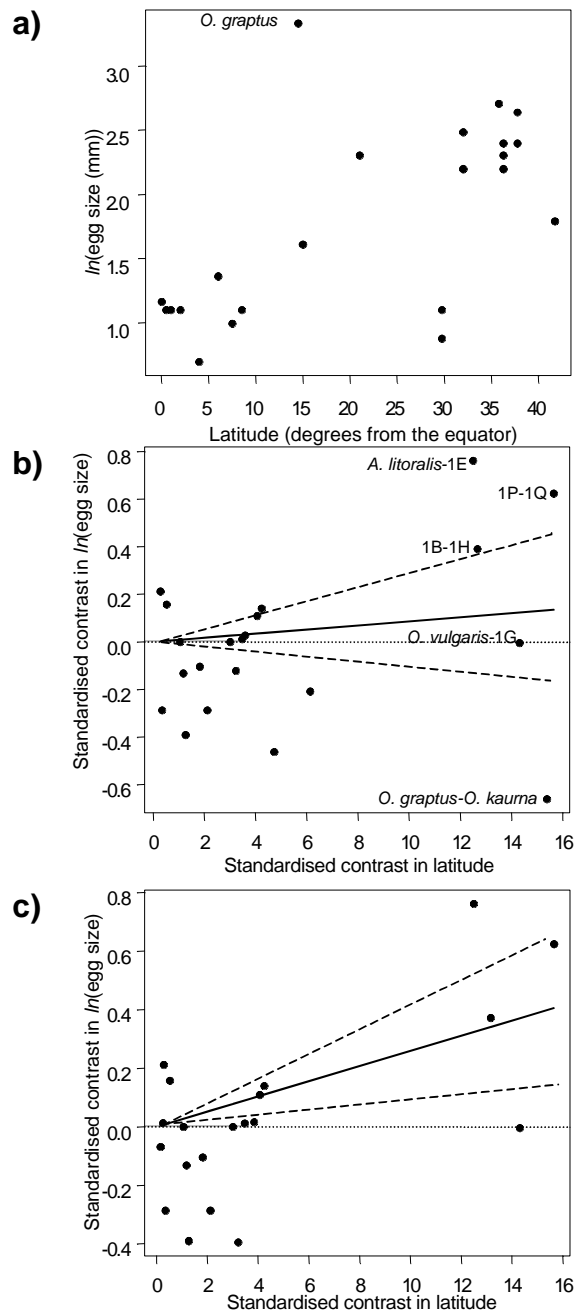 a)
O. graptus
3.0
2.5
2.0
1.5
1.0
ln(egg size (mm))
0 5 10 15 20 25 30 35 40
Latitude (degrees from the equator)
b)
0.8
0.6
0.4
0.2
0.0
-0.2
-0.4
-0.6
Standardised contrast in ln(egg size)
A. litoralis-1E
1P-1Q
1B-1H
O. vulgaris-1G
O. graptus-O. kaurna
0 2 4 6 8 10 12 14 16
Standardised contrast in latitude
c)
0.8
0.6
0.4
0.2
0.0
-0.2
-0.4
Standardised contrast in ln(egg size)
0 2 4 6 8 10 12 14 16
Standardised contrast in latitude